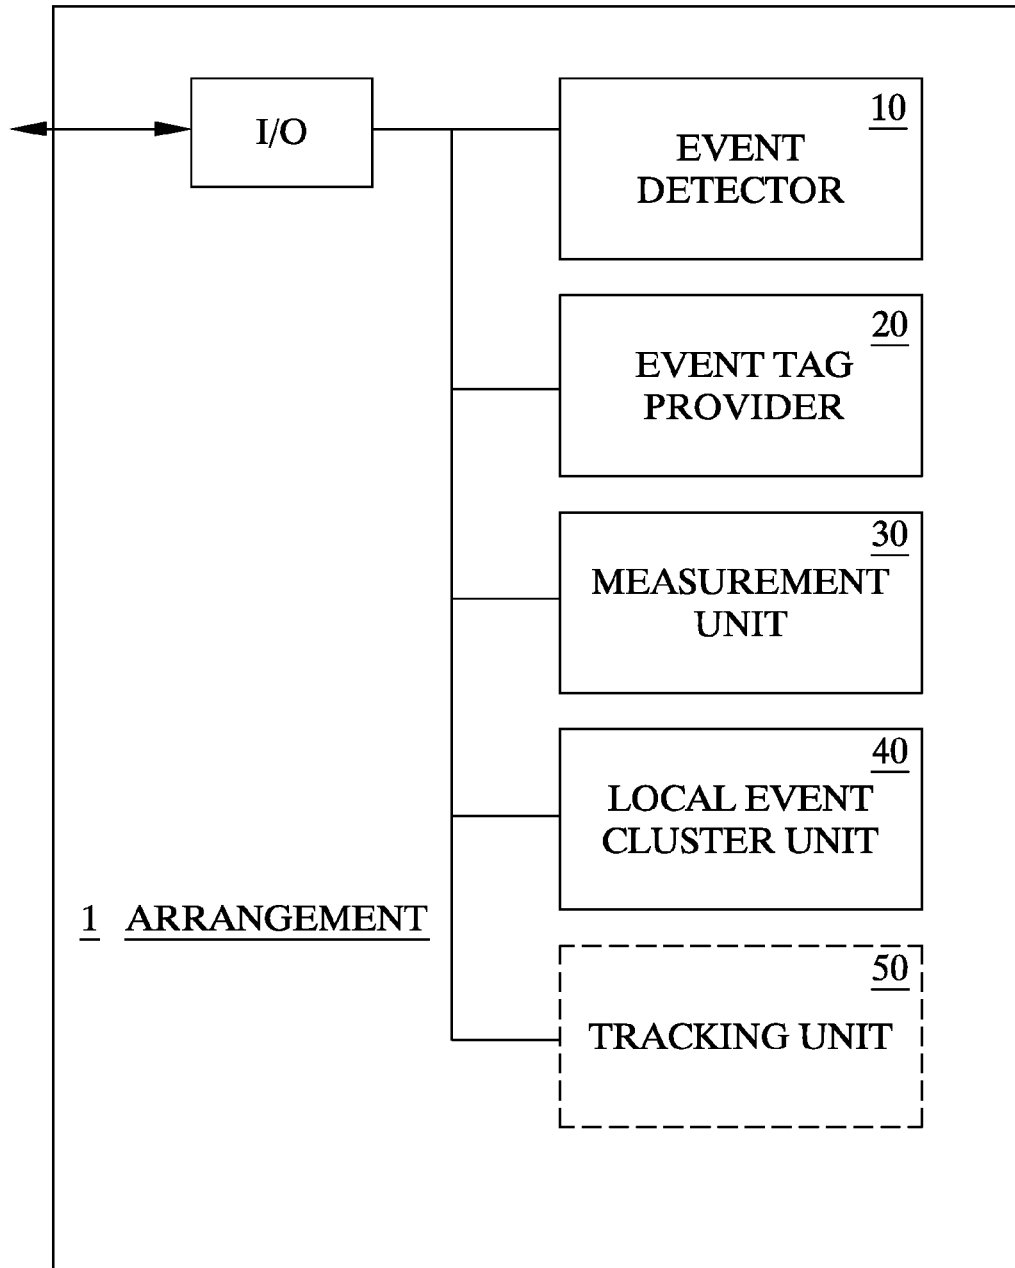 I/O
10
EVENT
DETECTOR
20
EVENT TAG
PROVIDER
30
MEASUREMENT
UNIT
40
LOCAL EVENT
CLUSTER UNIT
1 ARRANGEMENT
50
TRACKING UNIT